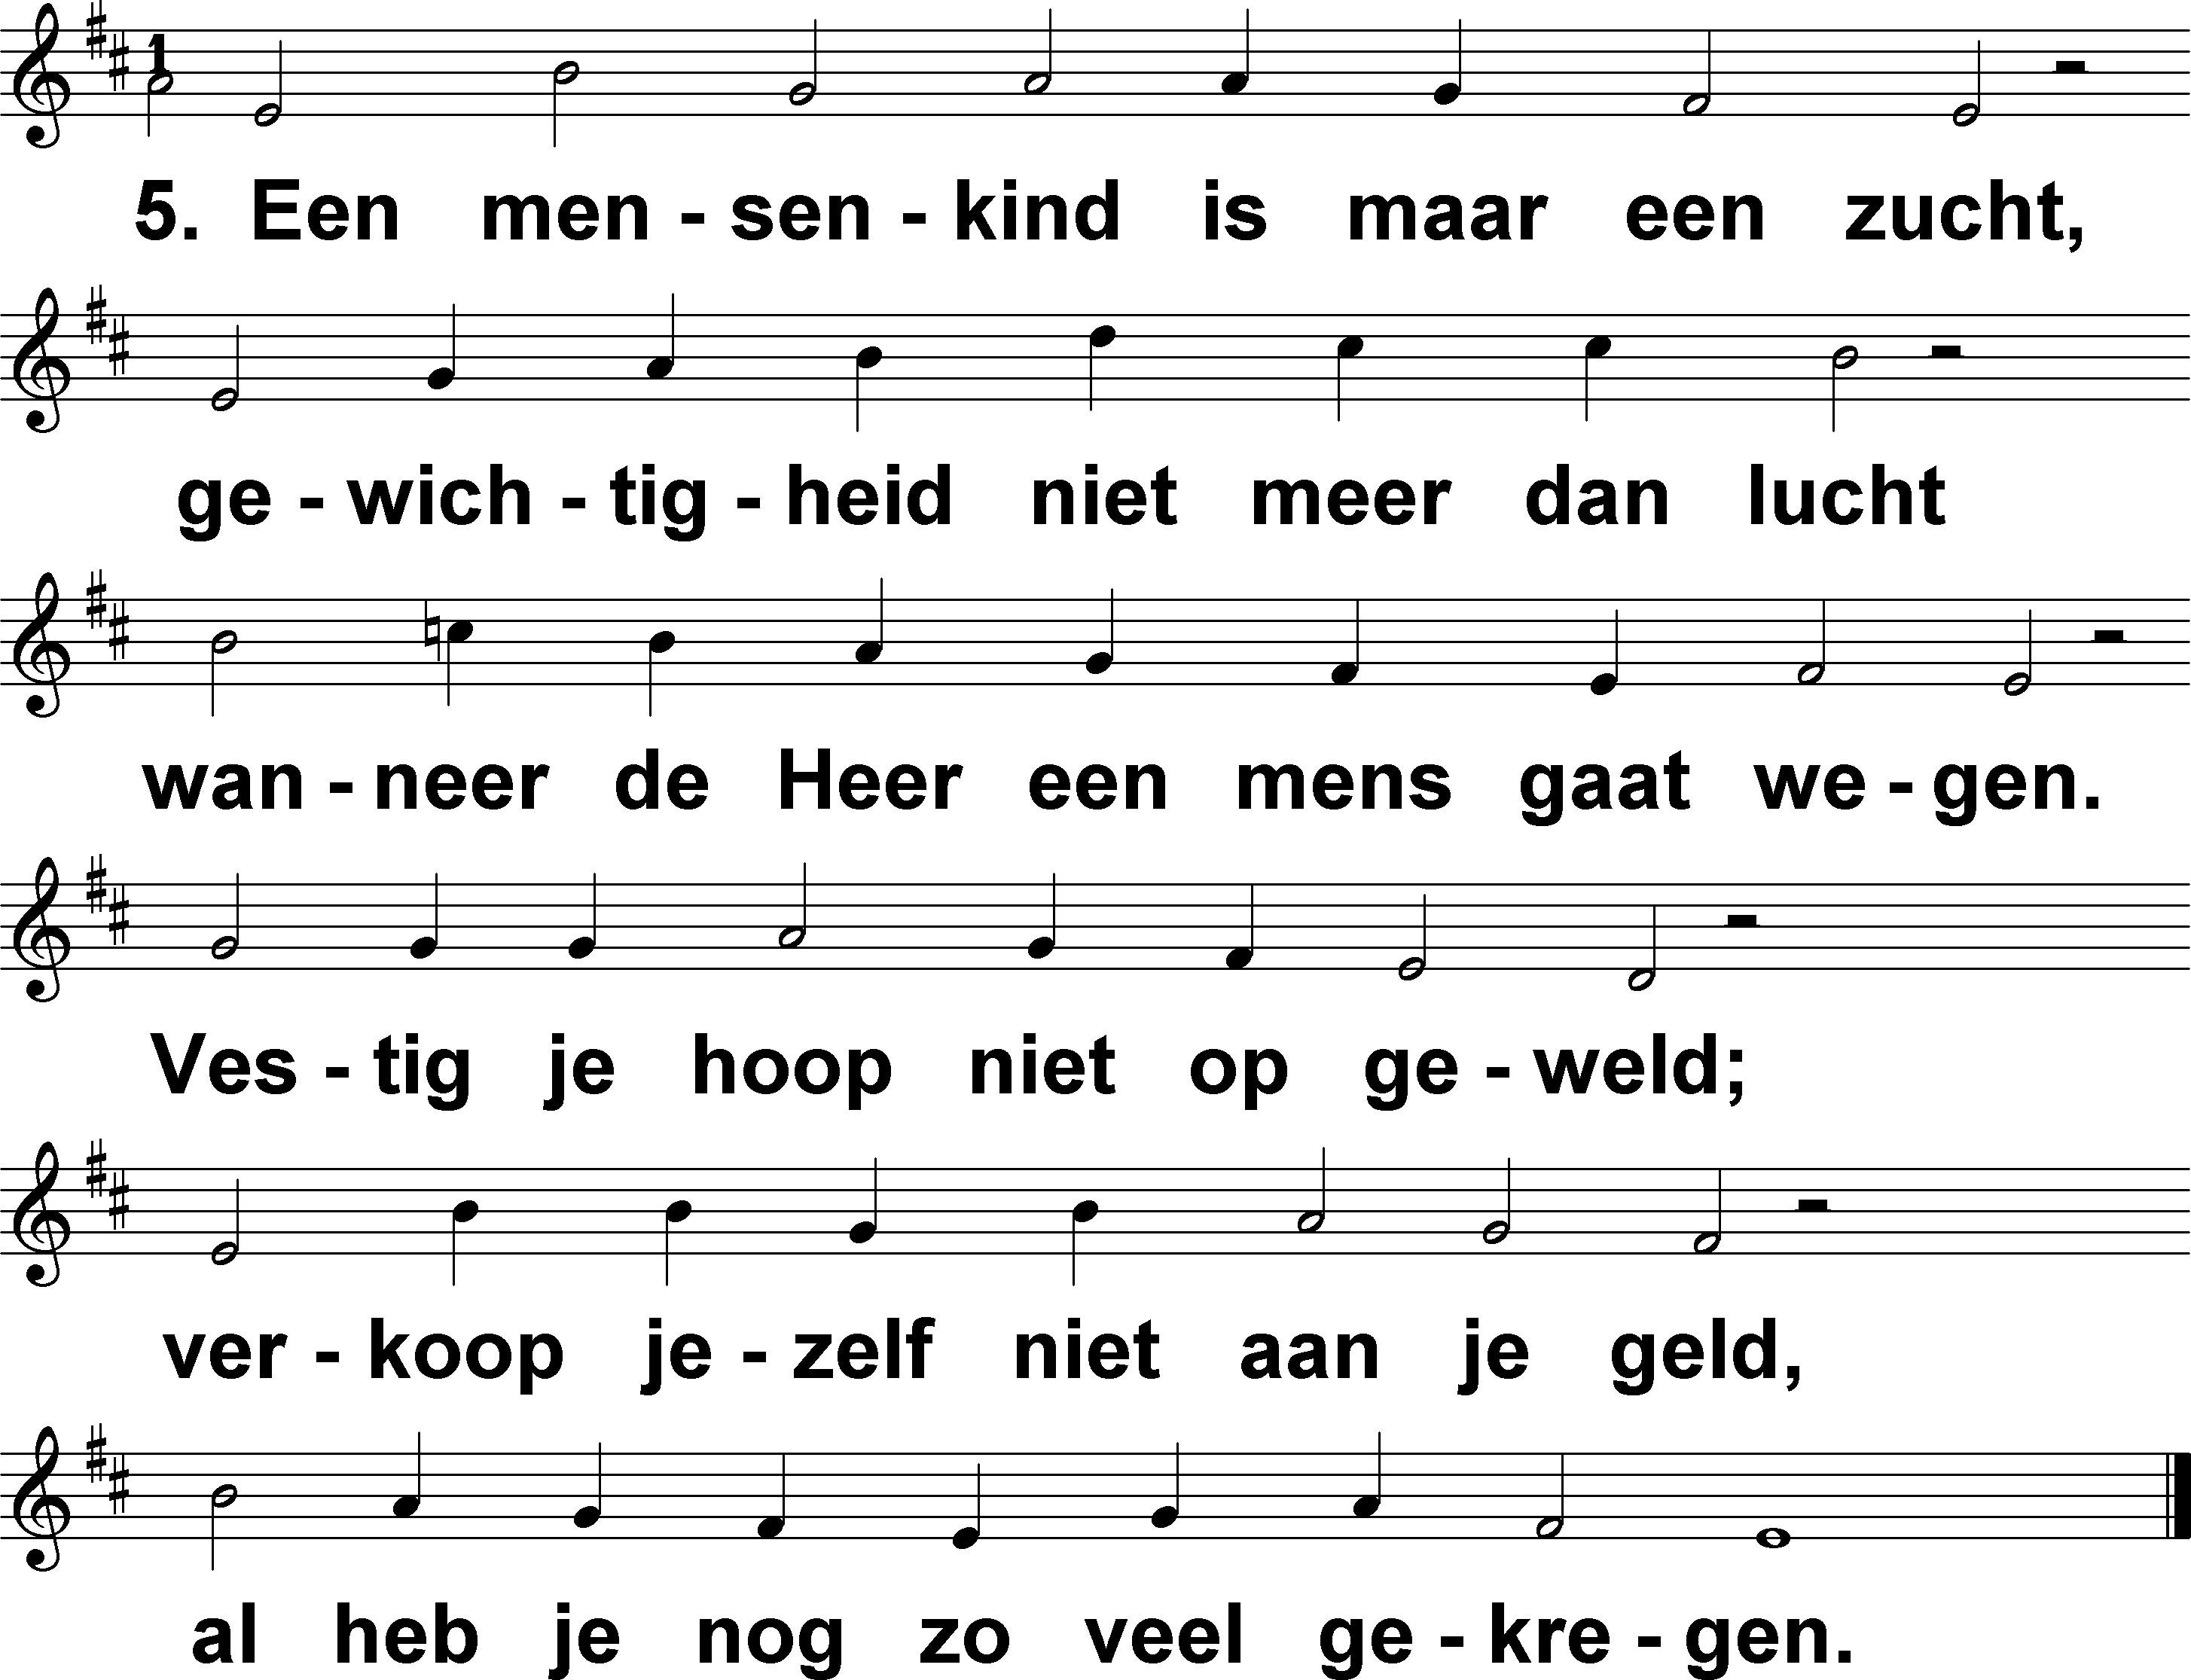 1
5. Een men - sen - kind is maar een zucht,
ge - wich - tig - heid niet meer dan lucht
wan - neer de Heer een mens gaat we - gen.
Ves - tig je hoop niet op ge - weld;
ver - koop je - zelf niet aan je geld,
al heb je nog zo veel ge - kre - gen.